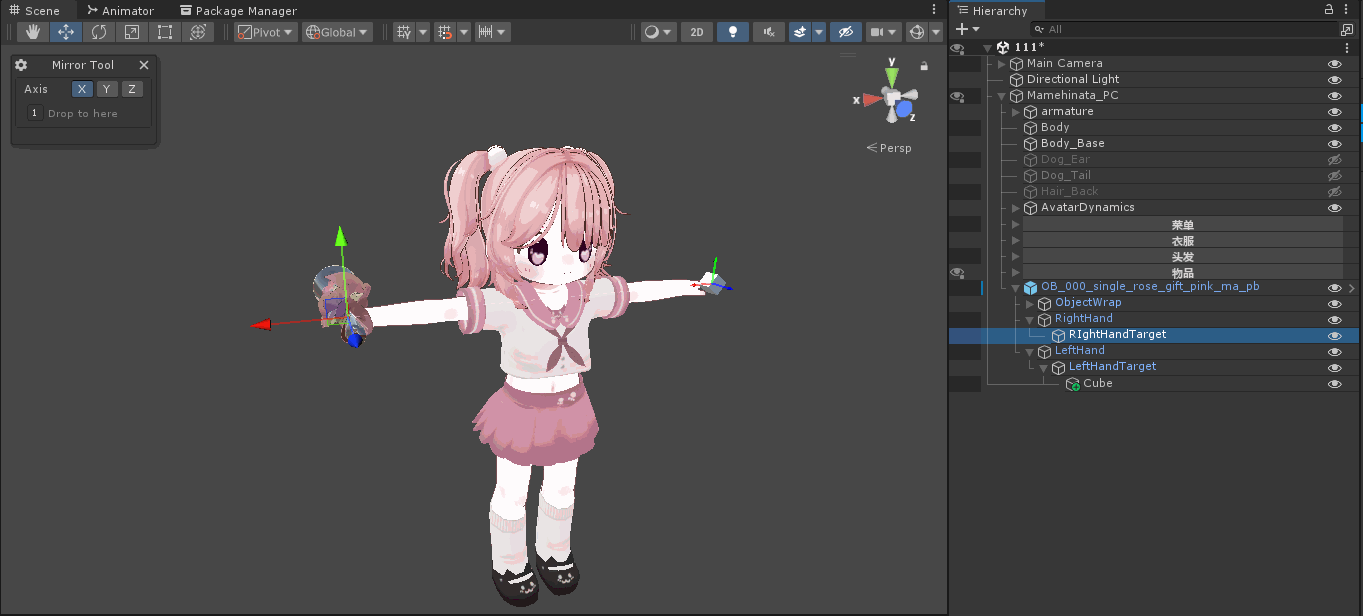 Scene Animator Package Manager
Pivot Global 2D
Mirror Tool
Axis X Y Z
1 Drop to here
y
x
z
Persp
Hierarchy
All
111*
Main Camera
Directional Light
Mamehinata_PC
armature
Body
Body_Base
Dog_Ear
Dog_Tail
Hair_Back
AvatarDynamics
菜单
衣服
头发
物品
OB_000_single_rose_gift_pink_ma_pb
ObjectWrap
RightHand
RIghtHandTarget
LeftHand
LeftHandTarget
Cube